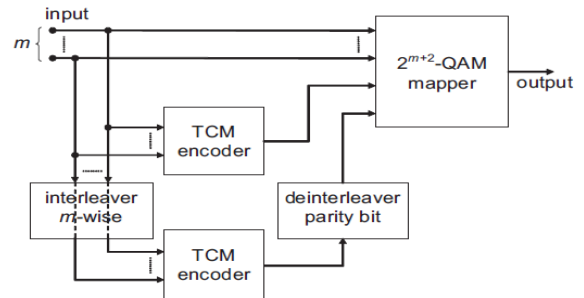 input
m
2^{m+2}-QAM
mapper
output
TCM
encoder
interleaver
m-wise
deinterleaver
parity bit
TCM
encoder